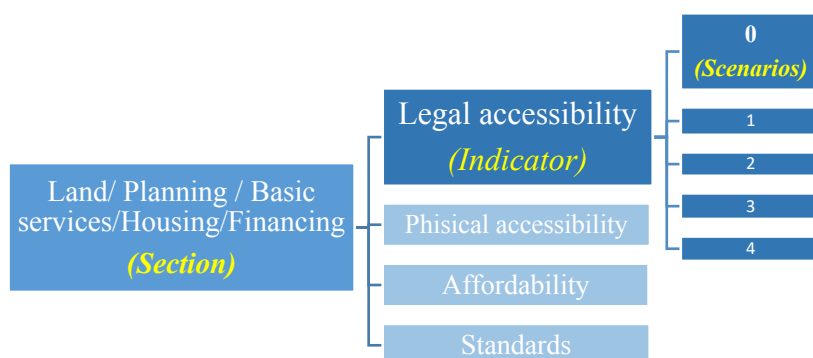 Land/ Planning / Basic
services/Housing/Financing
(Section)
Legal accessibility
(Indicator)
Phisical accessibility
Affordability
Standards
0
(Scenarios)
1
2
3
4